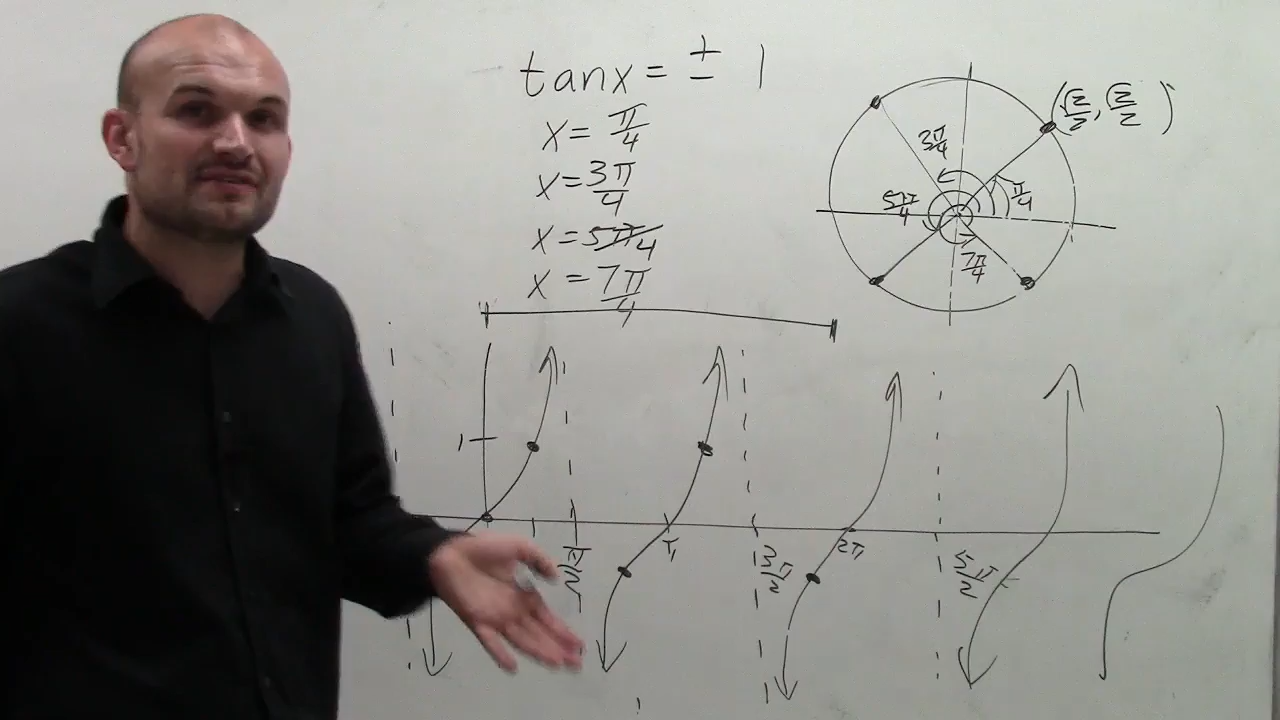 tanx = ± 1
x = π/4
x = 3π/4
x = 5π/4
x = 7π/4
(√2/2, √2/2)
3π/4
π/4
5π/4
7π/4
1
π/2
π
3π/2
2π
5π/2